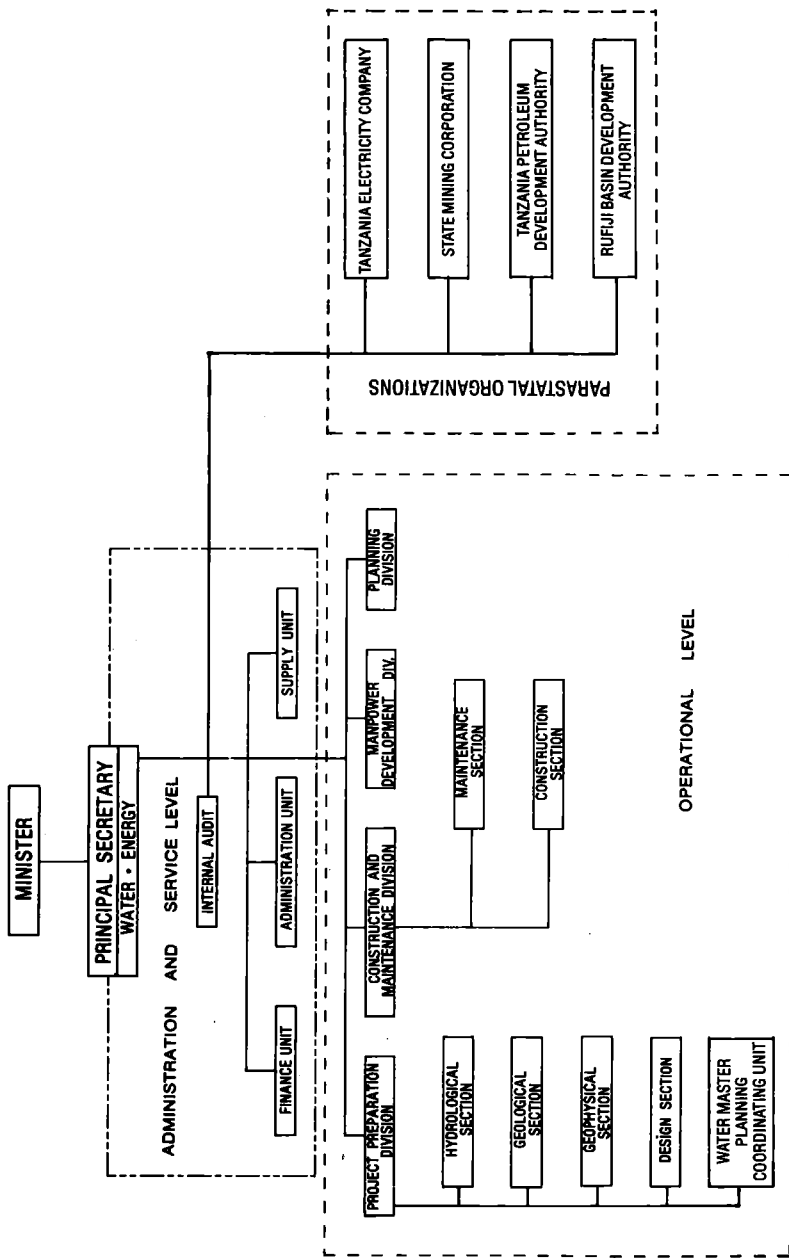 MINISTER
PRINCIPAL SECRETARY
WATER · ENERGY
ADMINISTRATION AND SERVICE LEVEL
INTERNAL AUDIT
FINANCE UNIT
ADMINISTRATION UNIT
SUPPLY UNIT
PROJECT PREPARATION
DIVISION
CONSTRUCTION AND
MAINTENANCE DIVISION
MANPOWER
DEVELOPMENT DIV.
PLANNING
DIVISION
HYDROLOGICAL
SECTION
GEOLOGICAL
SECTION
GEOPHYSICAL
SECTION
DESIGN SECTION
WATER MASTER
PLANNING
COORDINATING UNIT
MAINTENANCE
SECTION
CONSTRUCTION
SECTION
OPERATIONAL LEVEL
PARASTATAL ORGANIZATIONS
TANZANIA ELECTRICITY COMPANY
STATE MINING CORPORATION
TANZANIA PETROLEUM
DEVELOPMENT AUTHORITY
RUFIJI BASIN DEVELOPMENT
AUTHORITY